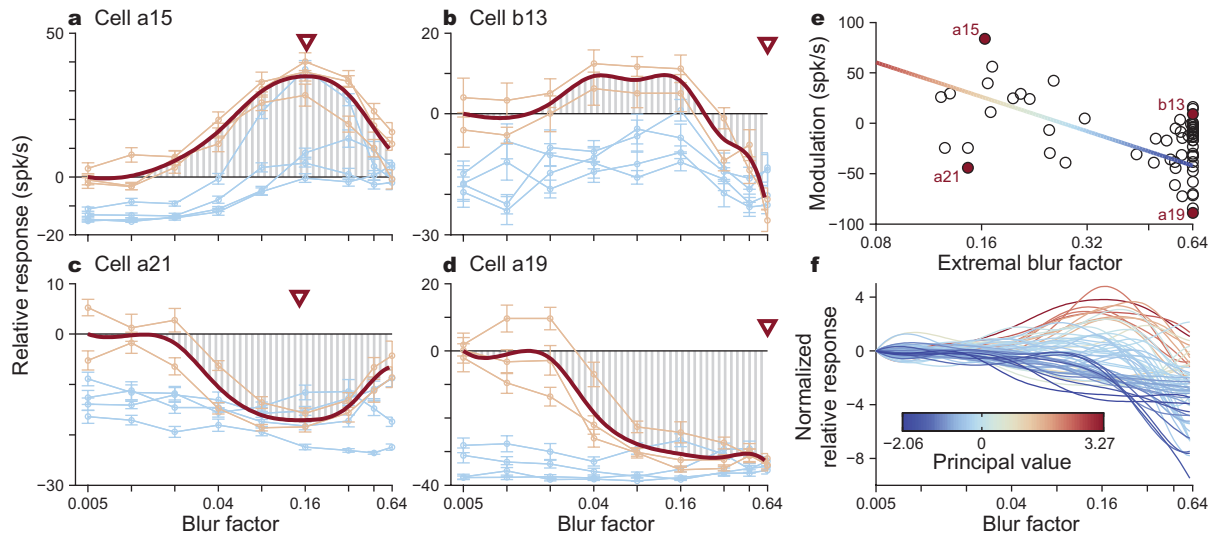 a Cell a15
50
40
20
0
−20
b Cell b13
20
0
−30
c Cell a21
10
0
−30
0.005
0.04
0.16
0.64
Blur factor
d Cell a19
20
0
−40
0.005
0.04
0.16
0.64
Blur factor
Relative response (spk/s)
e
100
50
0
−50
−100
Modulation (spk/s)
a15
b13
a21
a19
0.08
0.16
0.32
0.64
Extremal blur factor
f
4
0
−4
−8
Normalized
relative response
−2.06
0
3.27
Principal value
0.005
0.04
0.16
0.64
Blur factor